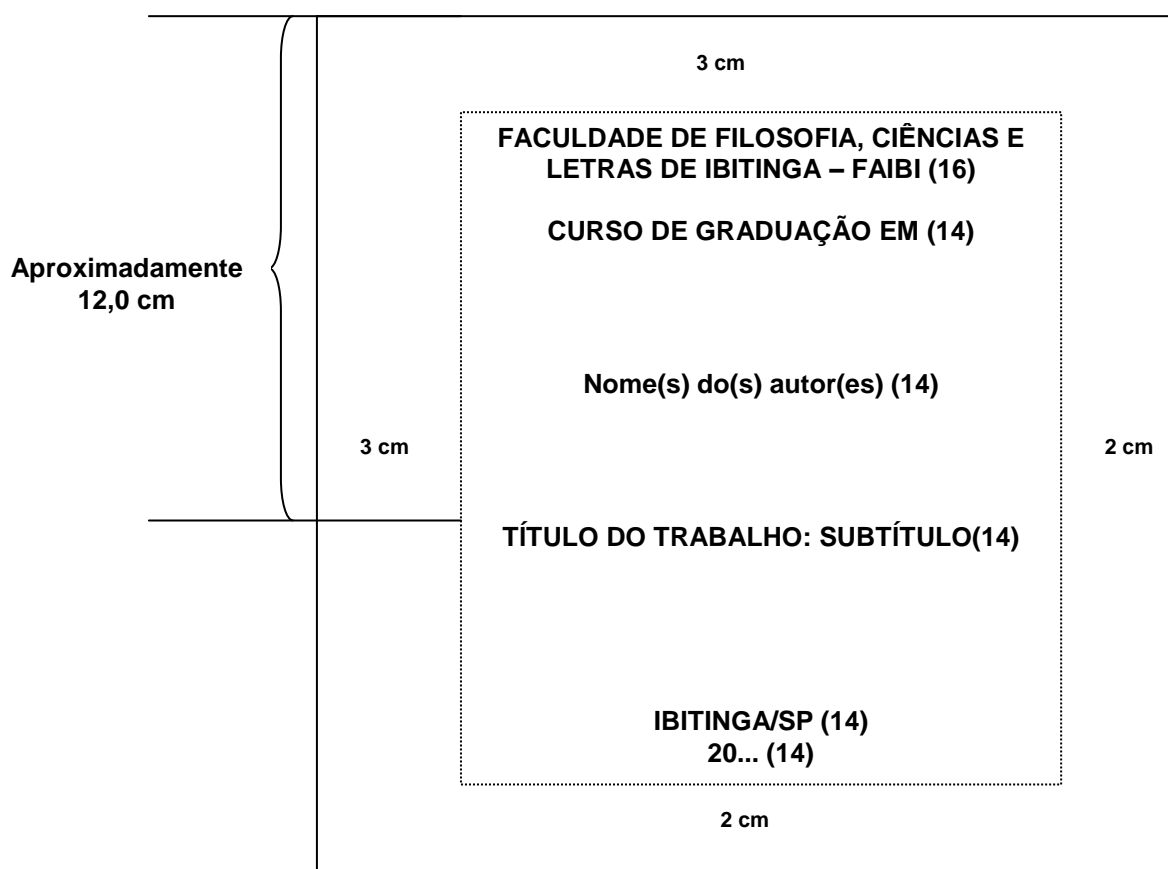 3 cm
FACULDADE DE FILOSOFIA, CIÊNCIAS E
LETRAS DE IBITINGA – FAIBI (16)
CURSO DE GRADUAÇÃO EM (14)
Aproximadamente
12,0 cm
Nome(s) do(s) autor(es) (14)
3 cm
2 cm
TÍTULO DO TRABALHO: SUBTÍTULO(14)
IBITINGA/SP (14)
20... (14)
2 cm